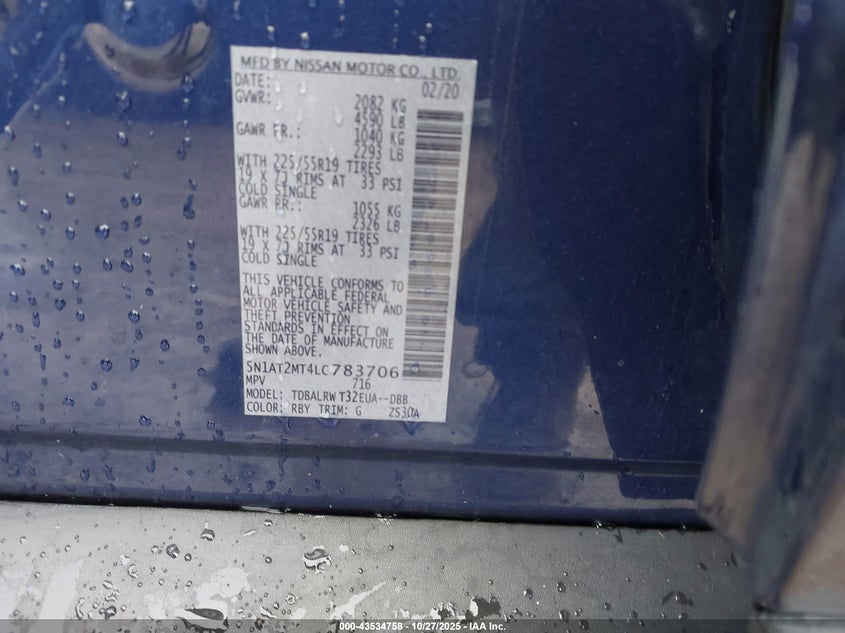 MFD BY NISSAN MOTOR CO., LTD.
DATE: 02/20
GVWR: 2082 KG
4590 LB
GAWR FR.: 1040 KG
2293 LB
WITH 225/55R19 TIRES
19 X 7J RIMS AT 33 PSI
COLD SINGLE
GAWR RR.: 1055 KG
2326 LB
WITH 225/55R19 TIRES
19 X 7J RIMS AT 33 PSI
COLD SINGLE
THIS VEHICLE CONFORMS TO
ALL APPLICABLE FEDERAL
MOTOR VEHICLE SAFETY AND
THEFT PREVENTION
STANDARDS IN EFFECT ON
THE DATE OF MANUFACTURE
SHOWN ABOVE.
5N1AT2MT4LC783706
MPV 716
MODEL: TDBALRW T32EUA--DBB
COLOR: RBY TRIM: G ZS30A
000-43534758 - 10/27/2025 - IAA Inc.